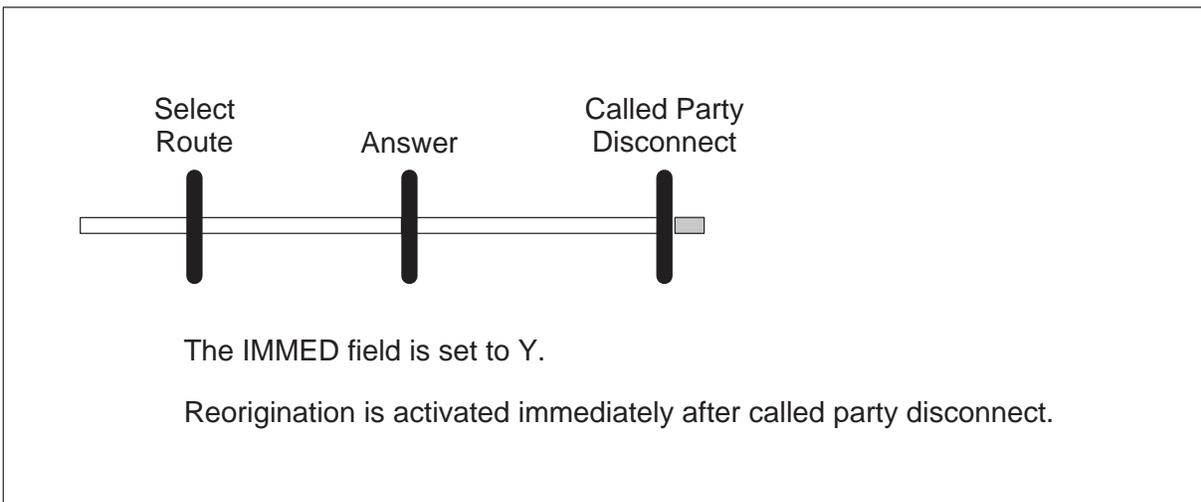 Select
Route
Answer
Called Party
Disconnect
The IMMED field is set to Y.
Reorigination is activated immediately after called party disconnect.